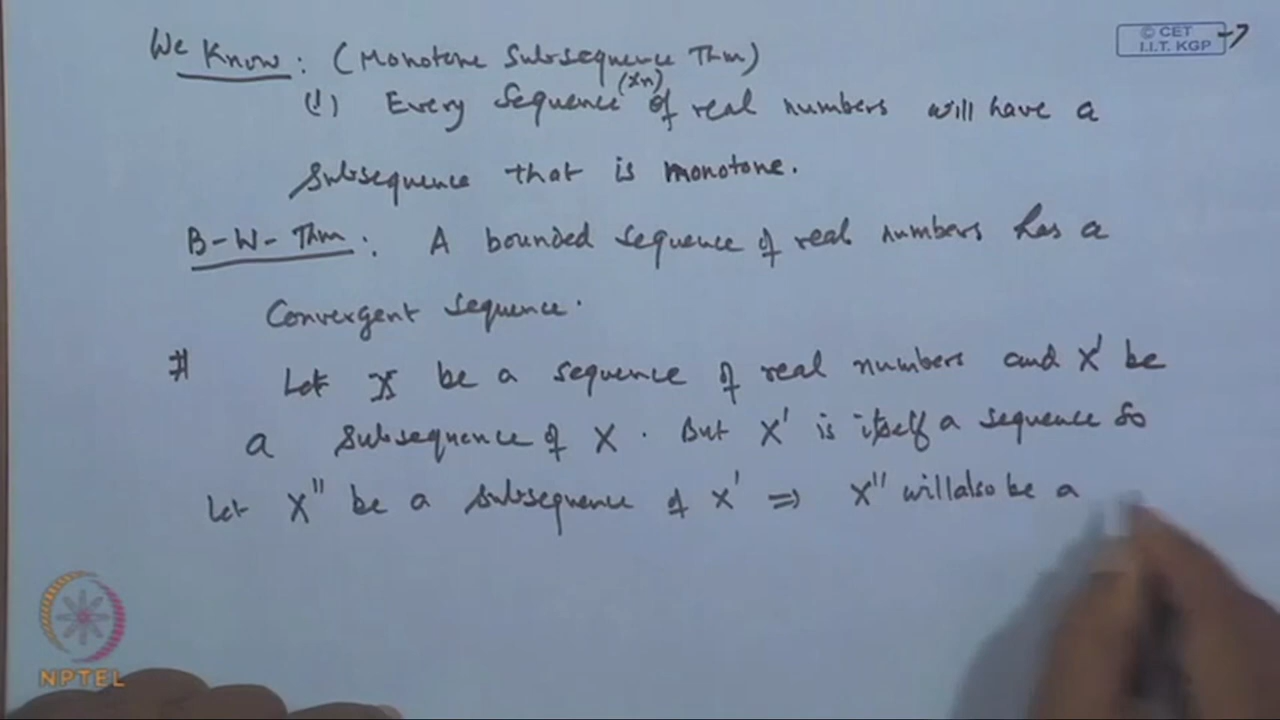 We Know: (Monotone Subsequence Thm)
© CET
I.I.T. KGP
(1) Every Sequence (xn) of real numbers will have a
subsequence that is monotone.
B-W-Thm: A bounded sequence of real numbers has a
Convergent sequence.
# Let X be a sequence of real numbers and X' be
a subsequence of X. But X' is itself a sequence So
Let X" be a subsequence of X' => X" will also be a
NPTEL